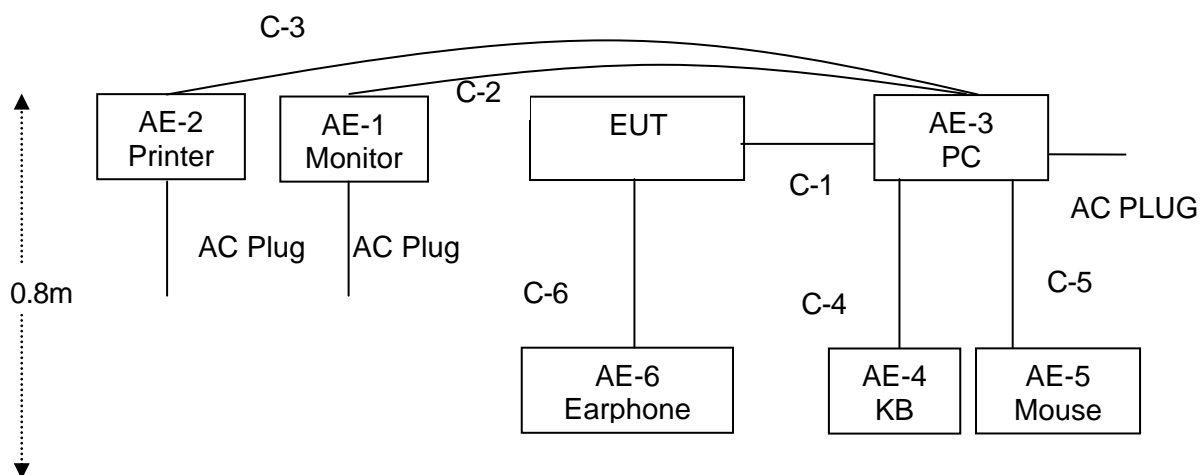 C-3
C-2
AE-2
Printer
AE-1
Monitor
EUT
AE-3
PC
C-1
AC PLUG
AC Plug
AC Plug
0.8m
C-6
C-4
C-5
AE-6
Earphone
AE-4
KB
AE-5
Mouse